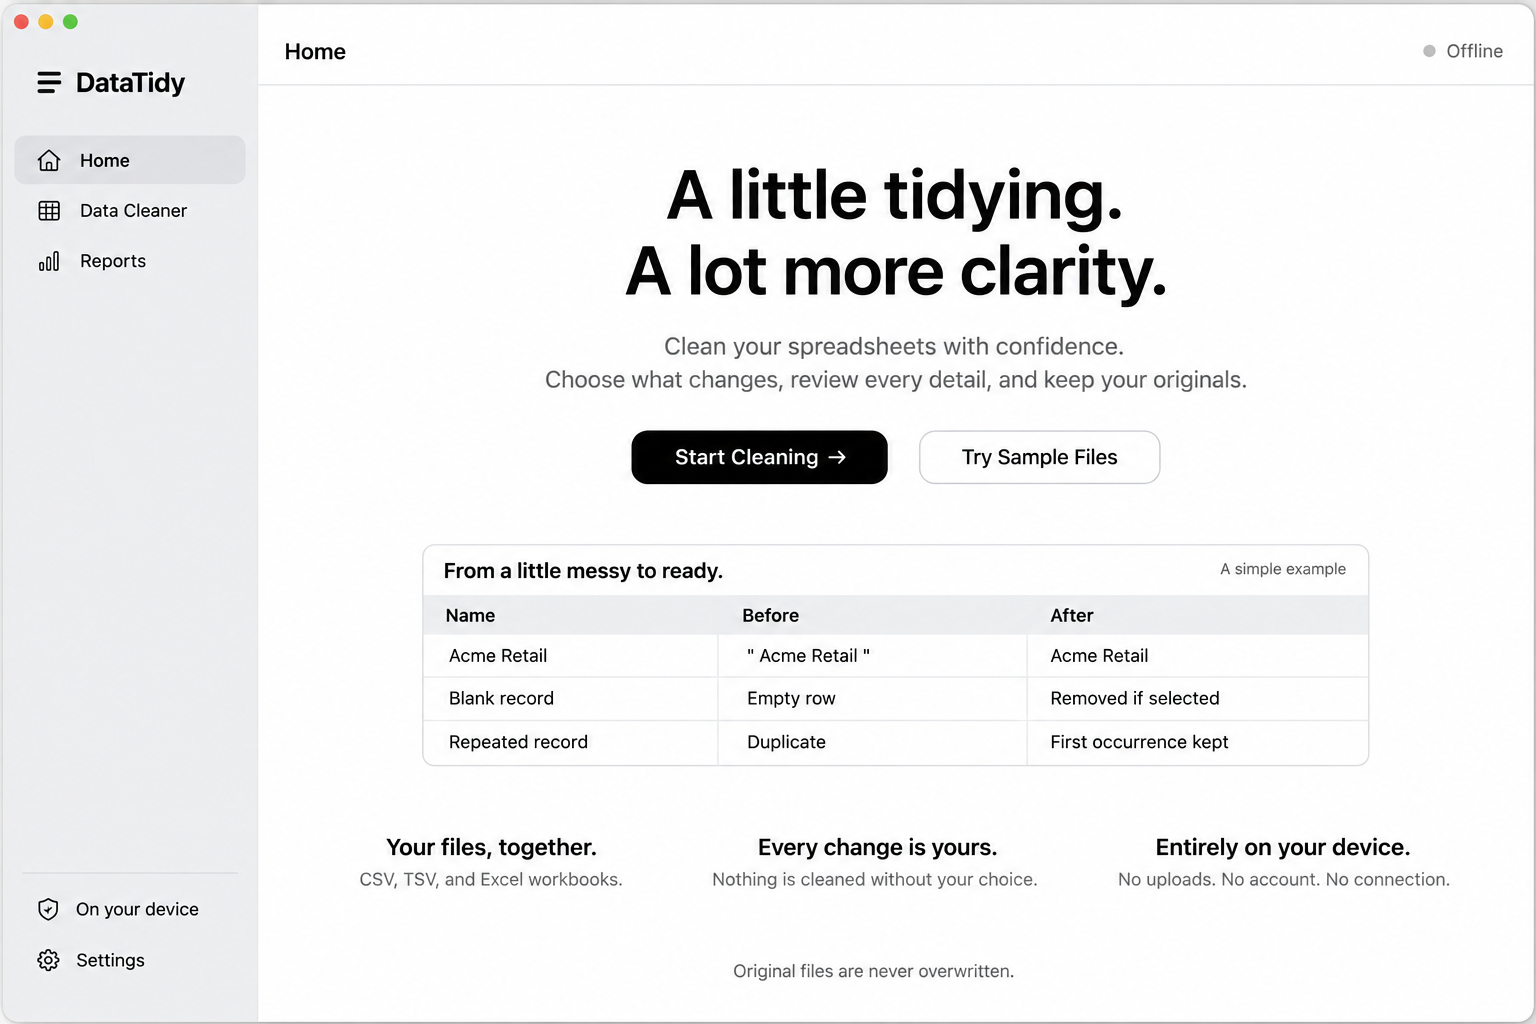 DataTidy
Home
Data Cleaner
Reports
On your device
Settings
Home
Offline
A little tidying.
A lot more clarity.
Clean your spreadsheets with confidence.
Choose what changes, review every detail, and keep your originals.
Start Cleaning →
Try Sample Files
From a little messy to ready.
A simple example
Name Before After
Acme Retail " Acme Retail " Acme Retail
Blank record Empty row Removed if selected
Repeated record Duplicate First occurrence kept
Your files, together.
CSV, TSV, and Excel workbooks.
Every change is yours.
Nothing is cleaned without your choice.
Entirely on your device.
No uploads. No account. No connection.
Original files are never overwritten.